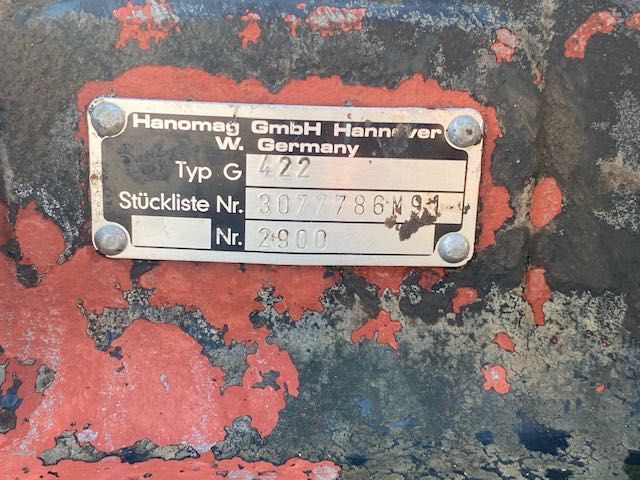 Hanomag GmbH Hannover
W. Germany
Typ G 422
Stückliste Nr. 3077786M91
Nr. 2900